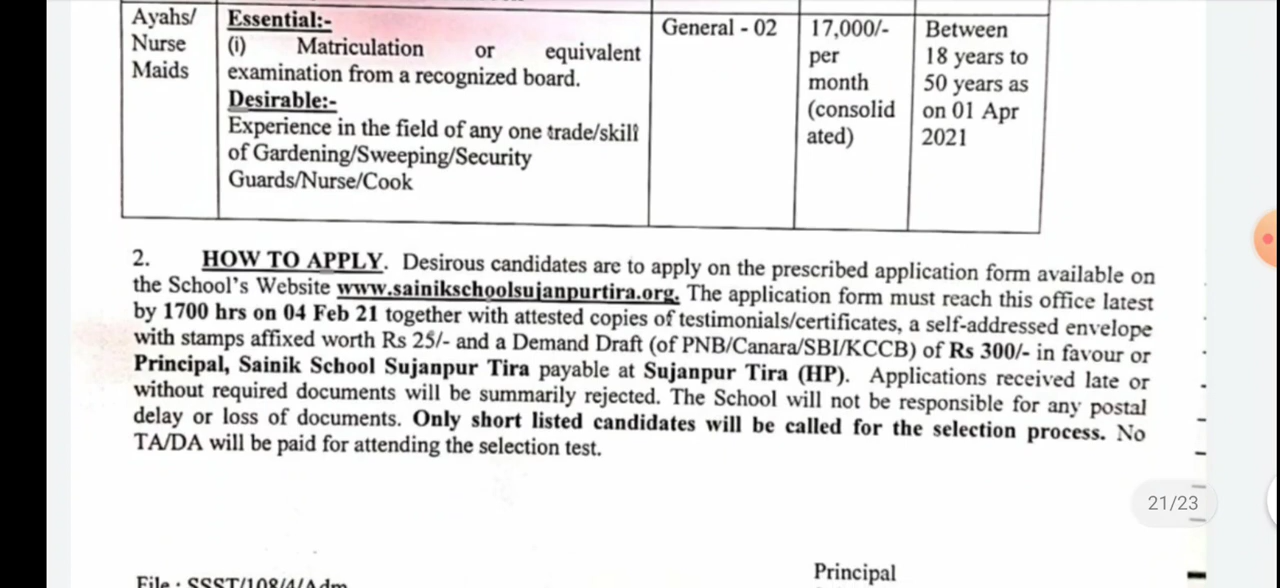 Ayahs/
Nurse
Maids
Essential:-
(i) Matriculation or equivalent
examination from a recognized board.
Desirable:-
Experience in the field of any one trade/skill
of Gardening/Sweeping/Security
Guards/Nurse/Cook
General - 02
17,000/-
per
month
(consolid
ated)
Between
18 years to
50 years as
on 01 Apr
2021
2. HOW TO APPLY. Desirous candidates are to apply on the prescribed application form available on
the School's Website www.sainikschoolsujanpurtira.org. The application form must reach this office latest
by 1700 hrs on 04 Feb 21 together with attested copies of testimonials/certificates, a self-addressed envelope
with stamps affixed worth Rs 25/- and a Demand Draft (of PNB/Canara/SBI/KCCB) of Rs 300/- in favour or
Principal, Sainik School Sujanpur Tira payable at Sujanpur Tira (HP). Applications received late or
without required documents will be summarily rejected. The School will not be responsible for any postal
delay or loss of documents. Only short listed candidates will be called for the selection process. No
TA/DA will be paid for attending the selection test.
21/23
Principal
File : SSST/108/4/Adm